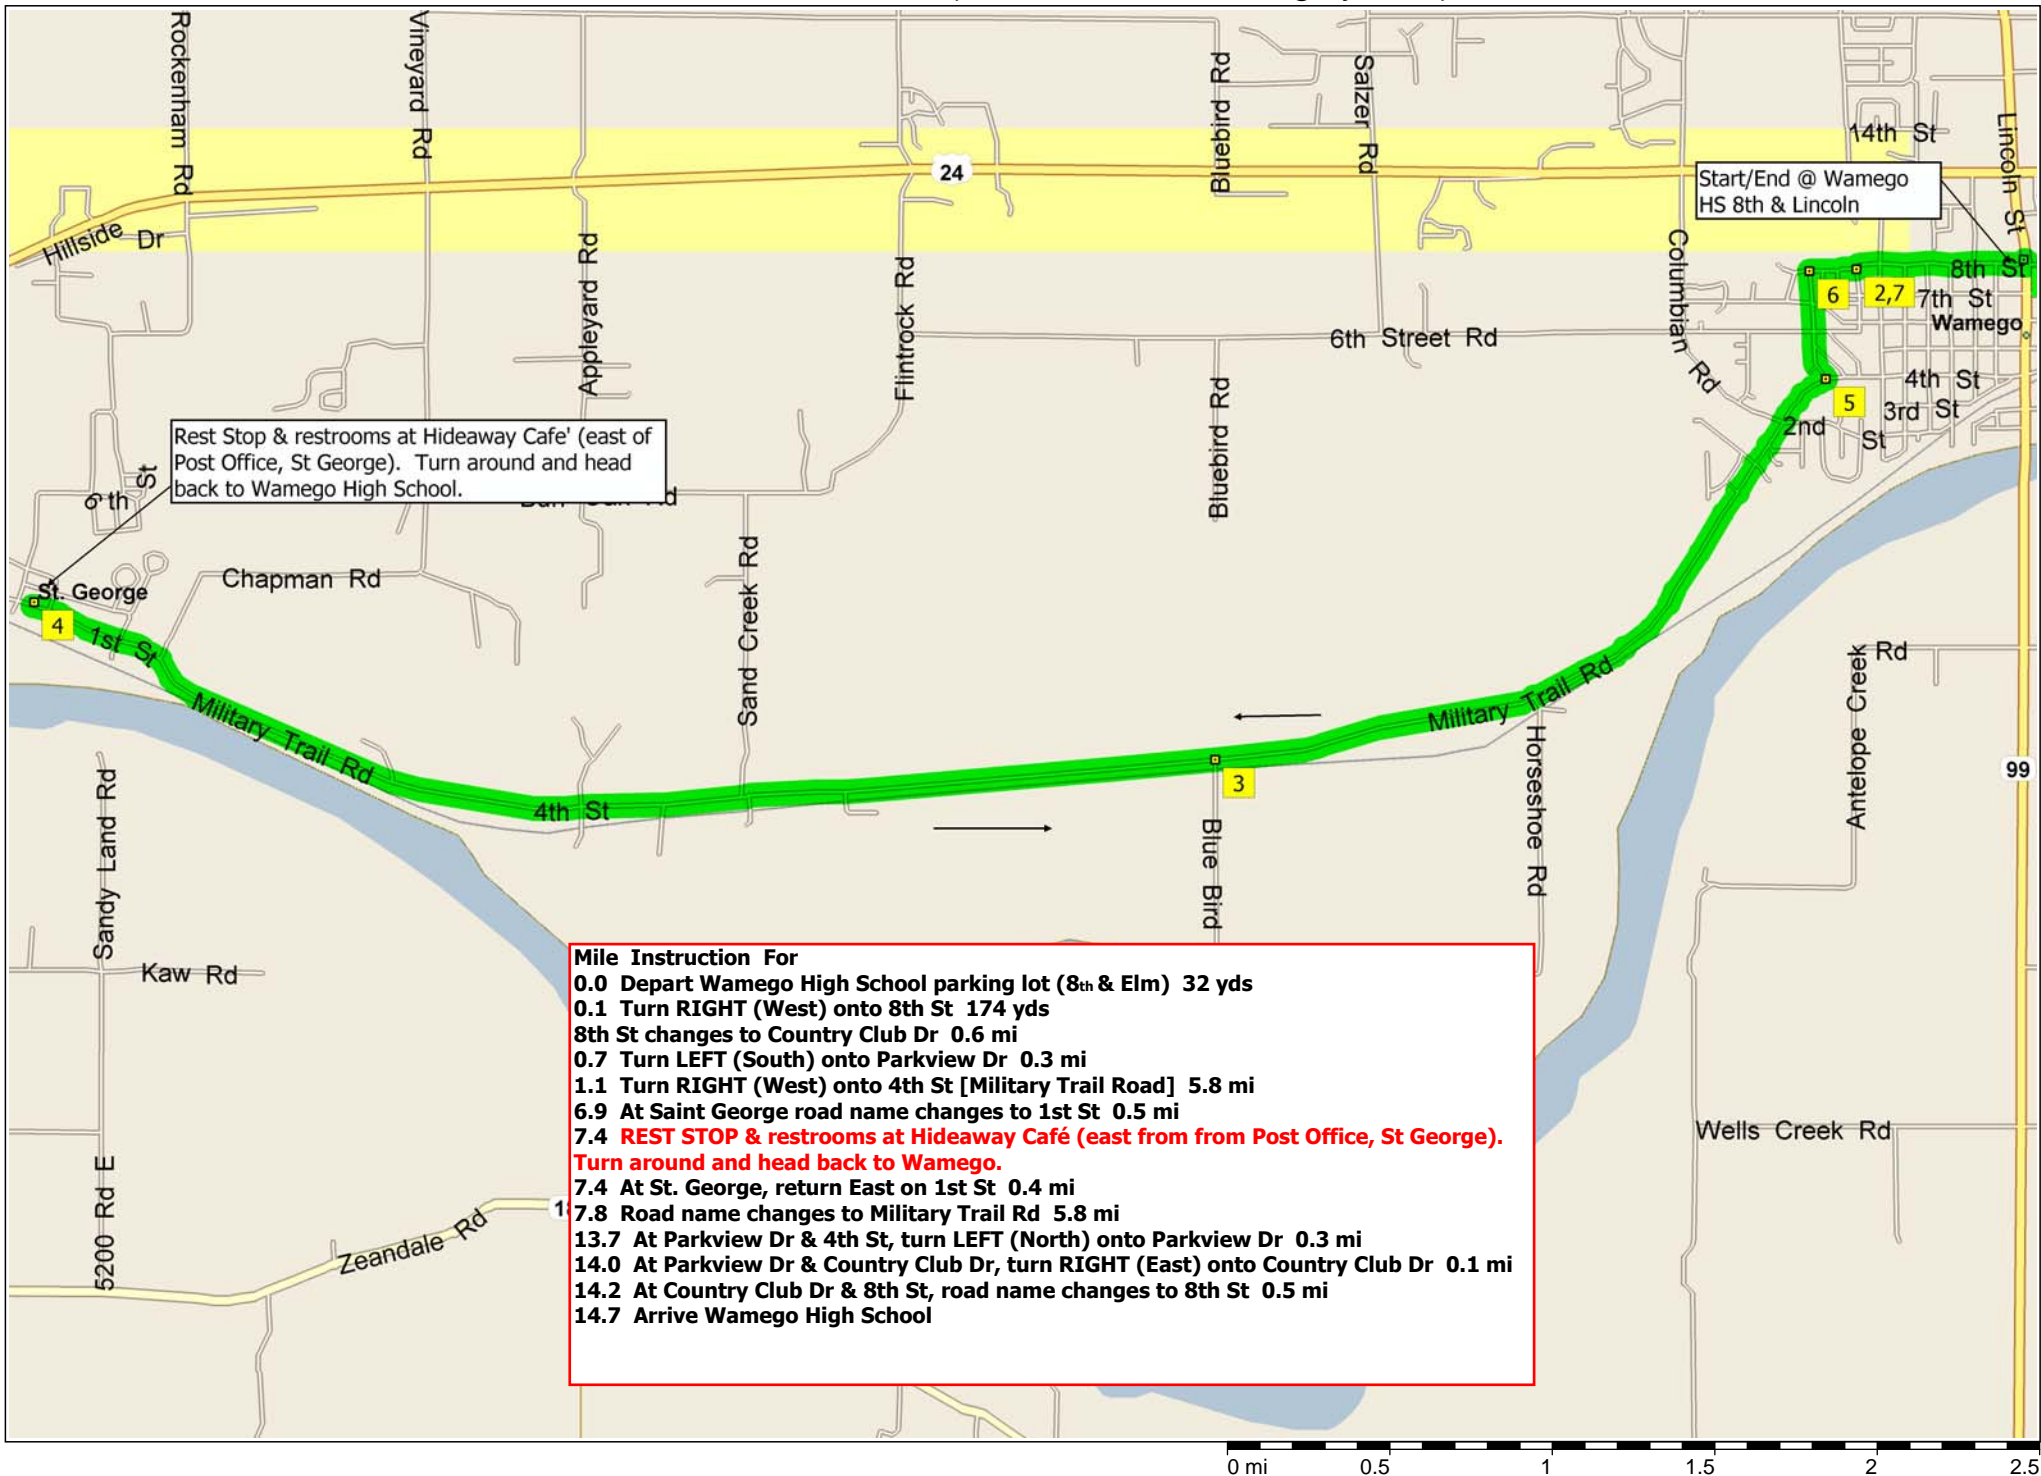 Rockenham Rd
Vineyard Rd
Bluebird Rd
Salzer Rd
Lincoln St
14th St
24
Start/End @ Wamego
HS 8th & Lincoln
Hillside Dr
Appleyard Rd
Flintrock Rd
Columbian Rd
8th St
6
2,7
7th St
Wamego
6th Street Rd
Bluebird Rd
4th St
5
3rd St
2nd St
Rest Stop & restrooms at Hideaway Cafe' (east of
Post Office, St George). Turn around and head
back to Wamego High School.
6 th St
Rd
Sand Creek Rd
Chapman Rd
St. George
4
1st St
Military Trail Rd
4th St
Military Trail Rd
3
Horseshoe Rd
Blue Bird
Antelope Creek Rd
99
Sandy Land Rd
Kaw Rd
Mile Instruction For
0.0 Depart Wamego High School parking lot (8th & Elm) 32 yds
0.1 Turn RIGHT (West) onto 8th St 174 yds
8th St changes to Country Club Dr 0.6 mi
0.7 Turn LEFT (South) onto Parkview Dr 0.3 mi
1.1 Turn RIGHT (West) onto 4th St [Military Trail Road] 5.8 mi
6.9 At Saint George road name changes to 1st St 0.5 mi
7.4 REST STOP & restrooms at Hideaway Café (east from from Post Office, St George).
Turn around and head back to Wamego.
7.4 At St. George, return East on 1st St 0.4 mi
7.8 Road name changes to Military Trail Rd 5.8 mi
13.7 At Parkview Dr & 4th St, turn LEFT (North) onto Parkview Dr 0.3 mi
14.0 At Parkview Dr & Country Club Dr, turn RIGHT (East) onto Country Club Dr 0.1 mi
14.2 At Country Club Dr & 8th St, road name changes to 8th St 0.5 mi
14.7 Arrive Wamego High School
Wells Creek Rd
5200 Rd E
Zeandale Rd
0 mi 0.5 1 1.5 2 2.5